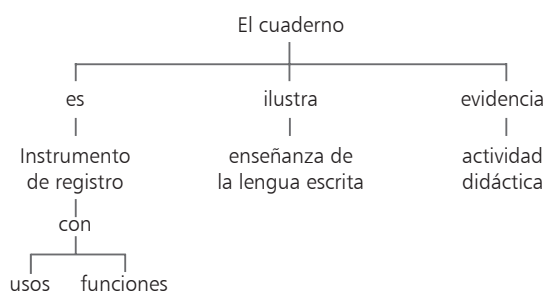 El cuaderno
es
ilustra
evidencia
Instrumento
de registro
enseñanza de
la lengua escrita
actividad
didáctica
con
usos
funciones